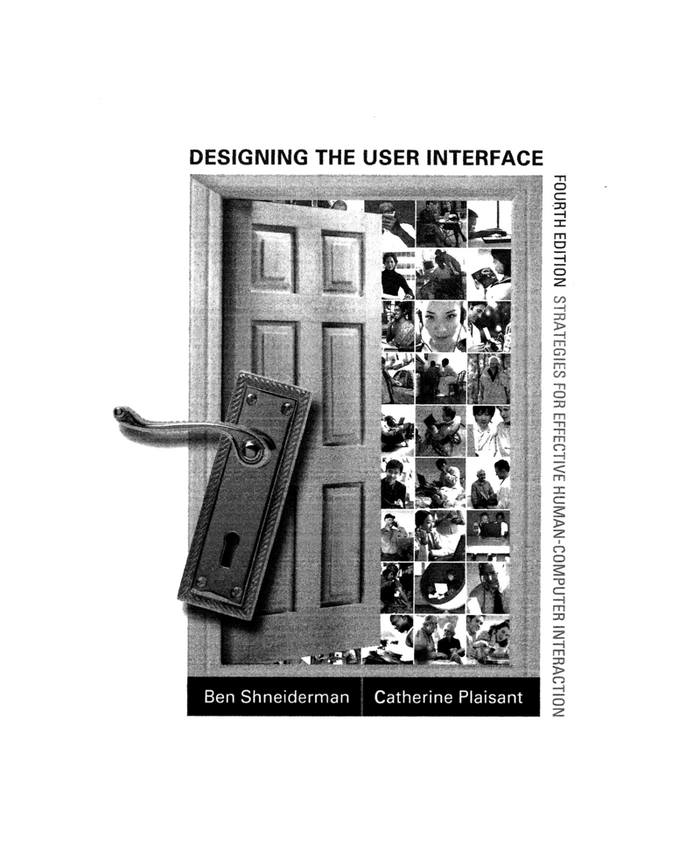 DESIGNING THE USER INTERFACE
FOURTH EDITION STRATEGIES FOR EFFECTIVE HUMAN-COMPUTER INTERACTION
Ben Shneiderman Catherine Plaisant